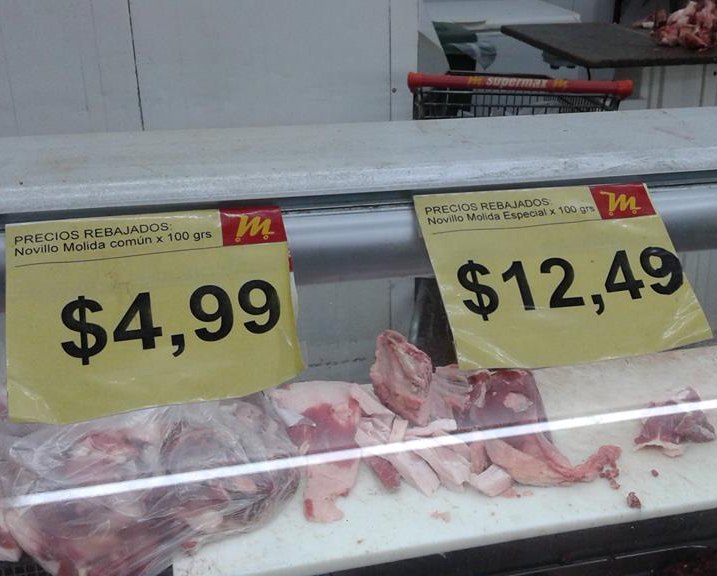 m supermax m
PRECIOS REBAJADOS:
Novillo Molida común x 100 grs
m
$4,99
PRECIOS REBAJADOS:
Novillo Molida Especial x 100 grs
m
$12,49